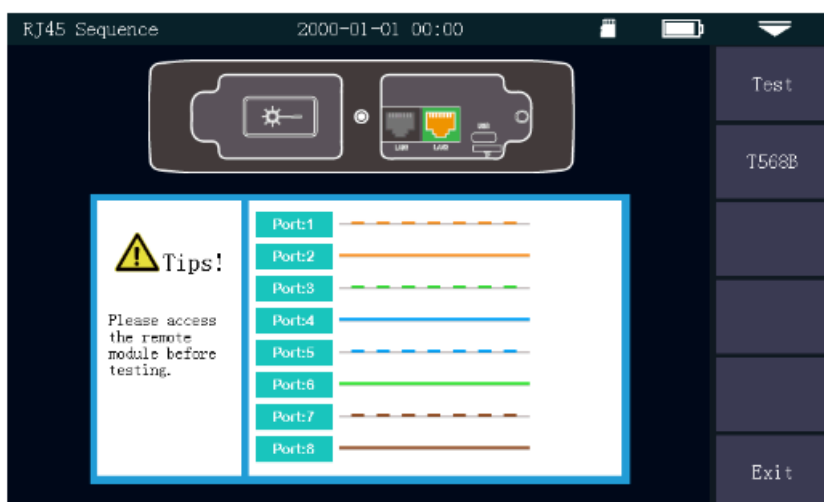 RJ45 Sequence
2000-01-01 00:00
Test
T568B
Tips!
Please access
the remote
module before
testing.
Port:1
Port:2
Port:3
Port:4
Port:5
Port:6
Port:7
Port:8
Exit